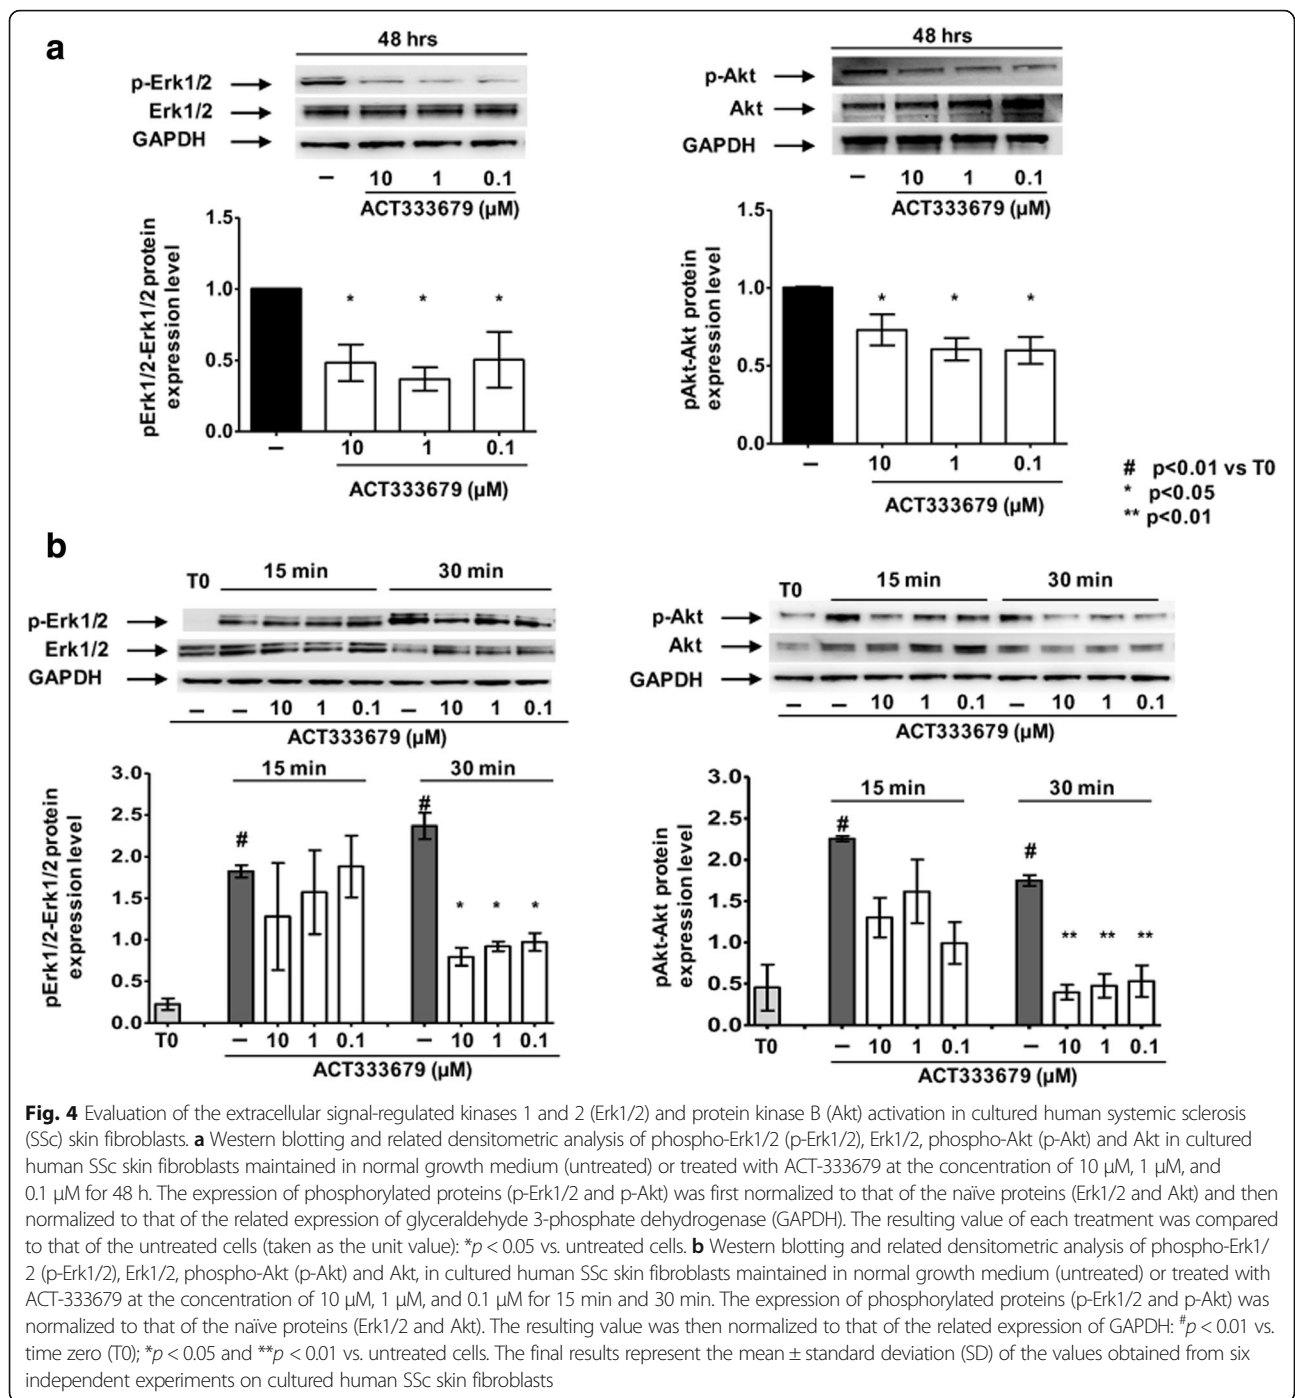 a
48 hrs
p-Erk1/2
Erk1/2
GAPDH
– 10 1 0.1
ACT333679 (µM)
1.5
1.0
0.5
0.0
pErk1/2-Erk1/2 protein
expression level
* * *
– 10 1 0.1
ACT333679 (µM)
48 hrs
p-Akt
Akt
GAPDH
– 10 1 0.1
ACT333679 (µM)
1.5
1.0
0.5
0.0
pAkt-Akt protein
expression level
* * *
– 10 1 0.1
ACT333679 (µM)
# p<0.01 vs T0
* p<0.05
** p<0.01
b
T0 15 min 30 min
p-Erk1/2
Erk1/2
GAPDH
– – 10 1 0.1 – 10 1 0.1
ACT333679 (µM)
15 min 30 min
3.0
2.5
2.0
1.5
1.0
0.5
0.0
pErk1/2-Erk1/2 protein
expression level
# # * * *
T0 – 10 1 0.1 – 10 1 0.1
ACT333679 (µM)
T0 15 min 30 min
p-Akt
Akt
GAPDH
– – 10 1 0.1 – 10 1 0.1
ACT333679 (µM)
15 min 30 min
3.0
2.5
2.0
1.5
1.0
0.5
0.0
pAkt-Akt protein
expression level
# # ** ** **
T0 – 10 1 0.1 – 10 1 0.1
ACT333679 (µM)
Fig. 4 Evaluation of the extracellular signal-regulated kinases 1 and 2 (Erk1/2) and protein kinase B (Akt) activation in cultured human systemic sclerosis
(SSc) skin fibroblasts. a Western blotting and related densitometric analysis of phospho-Erk1/2 (p-Erk1/2), Erk1/2, phospho-Akt (p-Akt) and Akt in cultured
human SSc skin fibroblasts maintained in normal growth medium (untreated) or treated with ACT-333679 at the concentration of 10 µM, 1 µM, and
0.1 µM for 48 h. The expression of phosphorylated proteins (p-Erk1/2 and p-Akt) was first normalized to that of the naïve proteins (Erk1/2 and Akt) and then
normalized to that of the related expression of glyceraldehyde 3-phosphate dehydrogenase (GAPDH). The resulting value of each treatment was compared
to that of the untreated cells (taken as the unit value): *p < 0.05 vs. untreated cells. b Western blotting and related densitometric analysis of phospho-Erk1/
2 (p-Erk1/2), Erk1/2, phospho-Akt (p-Akt) and Akt, in cultured human SSc skin fibroblasts maintained in normal growth medium (untreated) or treated with
ACT-333679 at the concentration of 10 µM, 1 µM, and 0.1 µM for 15 min and 30 min. The expression of phosphorylated proteins (p-Erk1/2 and p-Akt) was
normalized to that of the naïve proteins (Erk1/2 and Akt). The resulting value was then normalized to that of the related expression of GAPDH: #p < 0.01 vs.
time zero (T0); *p < 0.05 and **p < 0.01 vs. untreated cells. The final results represent the mean ± standard deviation (SD) of the values obtained from six
independent experiments on cultured human SSc skin fibroblasts